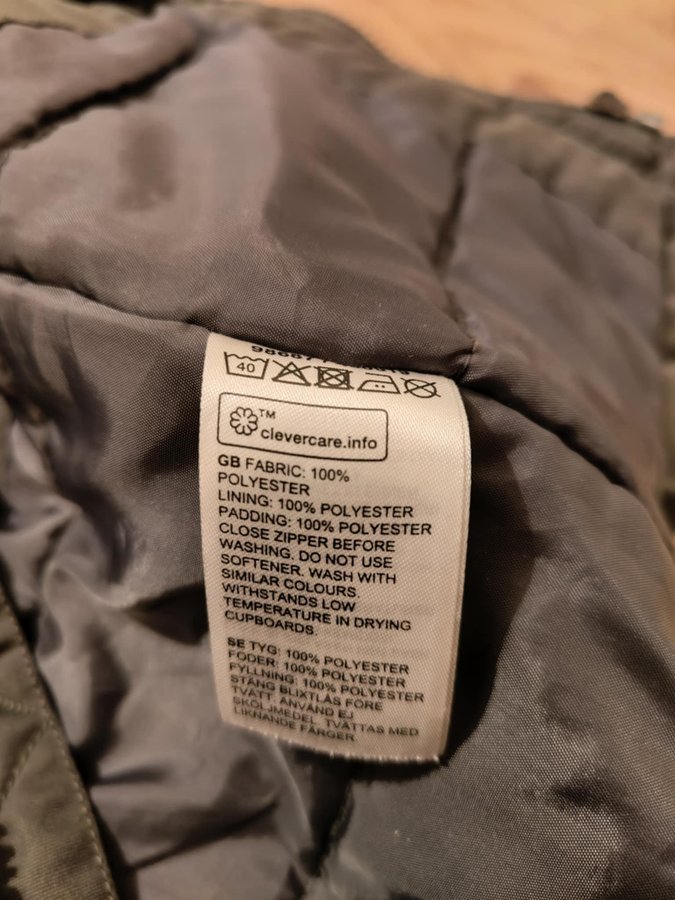 40
TM
clevercare.info
GB FABRIC: 100%
POLYESTER
LINING: 100% POLYESTER
PADDING: 100% POLYESTER
CLOSE ZIPPER BEFORE
WASHING. DO NOT USE
SOFTENER. WASH WITH
SIMILAR COLOURS.
WITHSTANDS LOW
TEMPERATURE IN DRYING
CUPBOARDS.
SE TYG: 100% POLYESTER
FODER: 100% POLYESTER
FYLLNING: 100% POLYESTER
STÄNG BLIXTLÅS FÖRE
TVÄTT. ANVÄND EJ
SKÖLJMEDEL. TVÄTTAS MED
LIKNANDE FÄRGER.